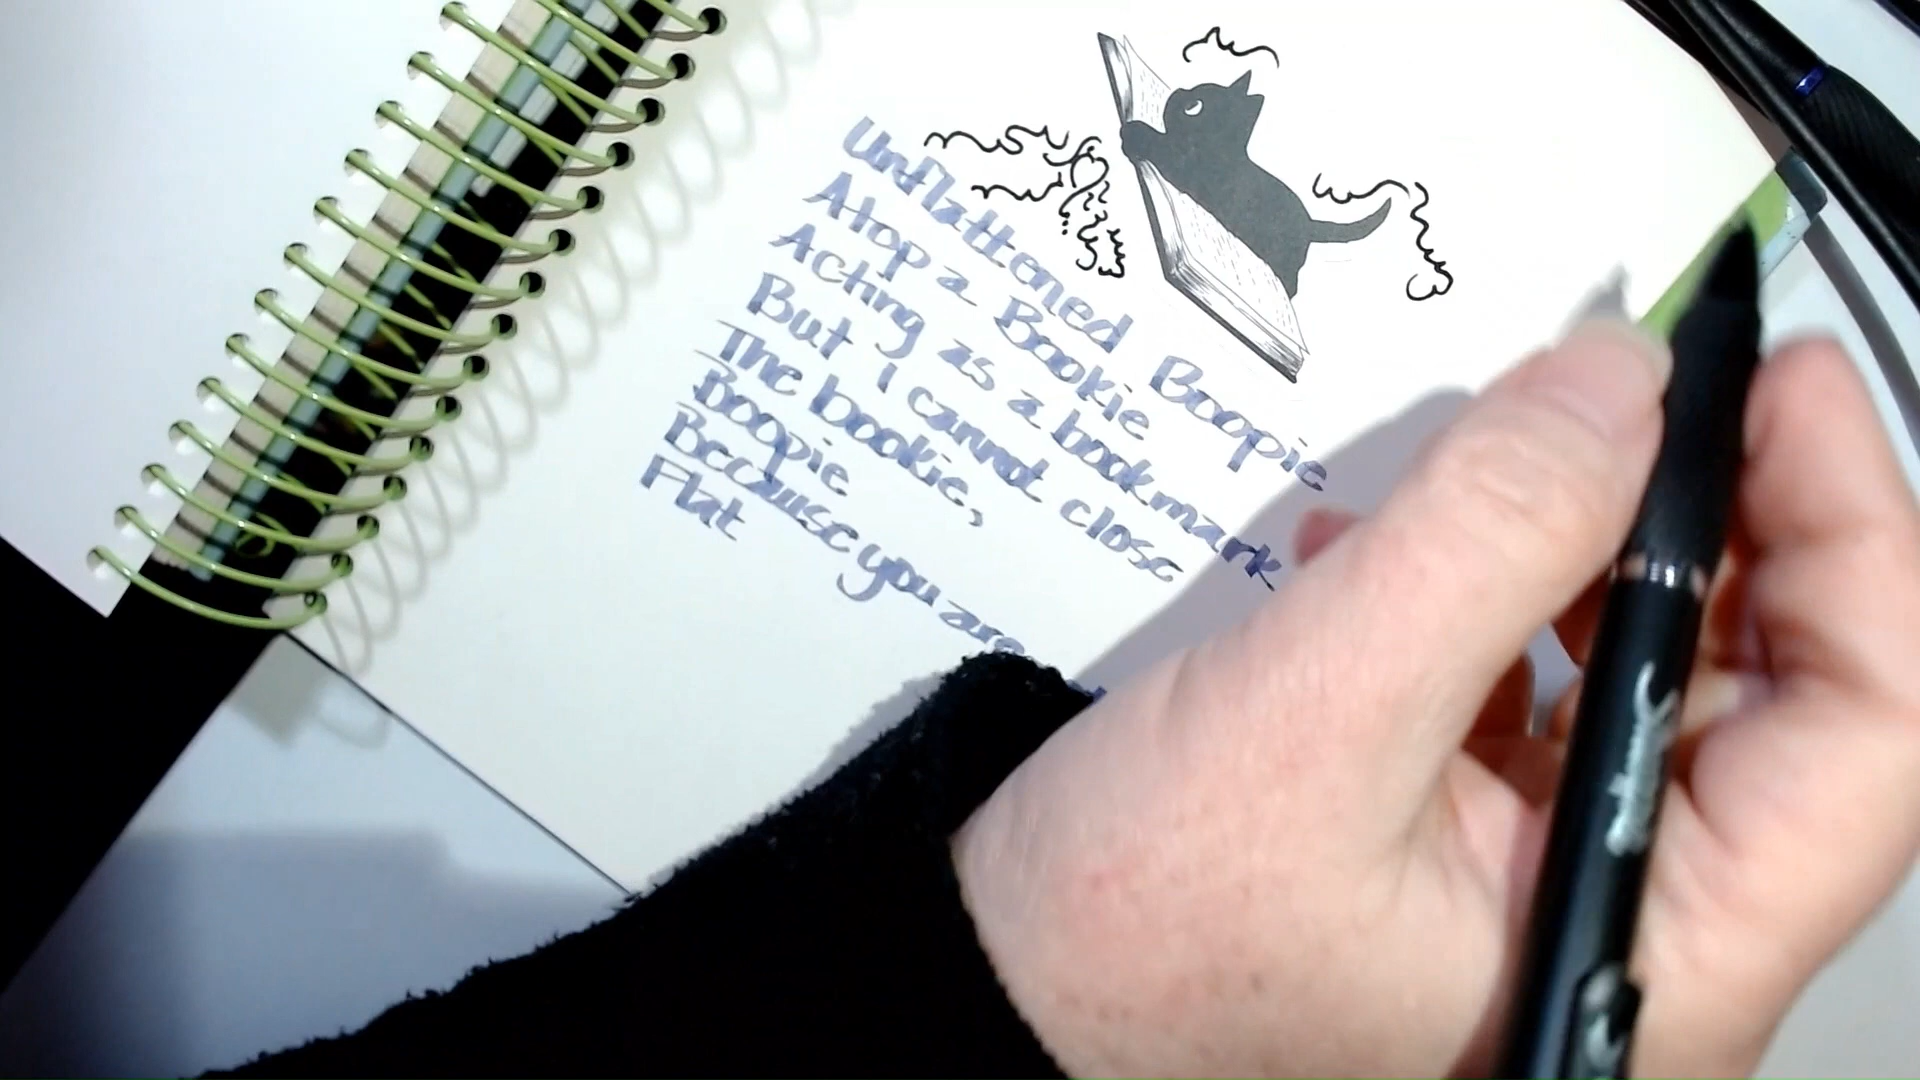 Unflattened Boopie
Atop a Bookie
Acting as a bookmark
But I cannot close
The bookie,
Boopie
Because you are
Flat